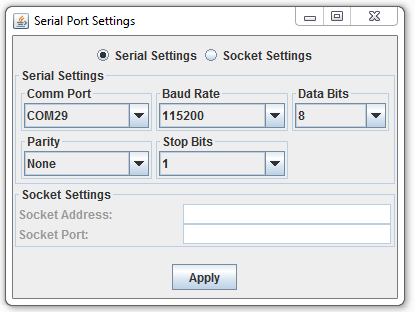 Serial Port Settings
Serial Settings Socket Settings
Serial Settings
Comm Port Baud Rate Data Bits
COM29 115200 8
Parity Stop Bits
None 1
Socket Settings
Socket Address:
Socket Port:
Apply